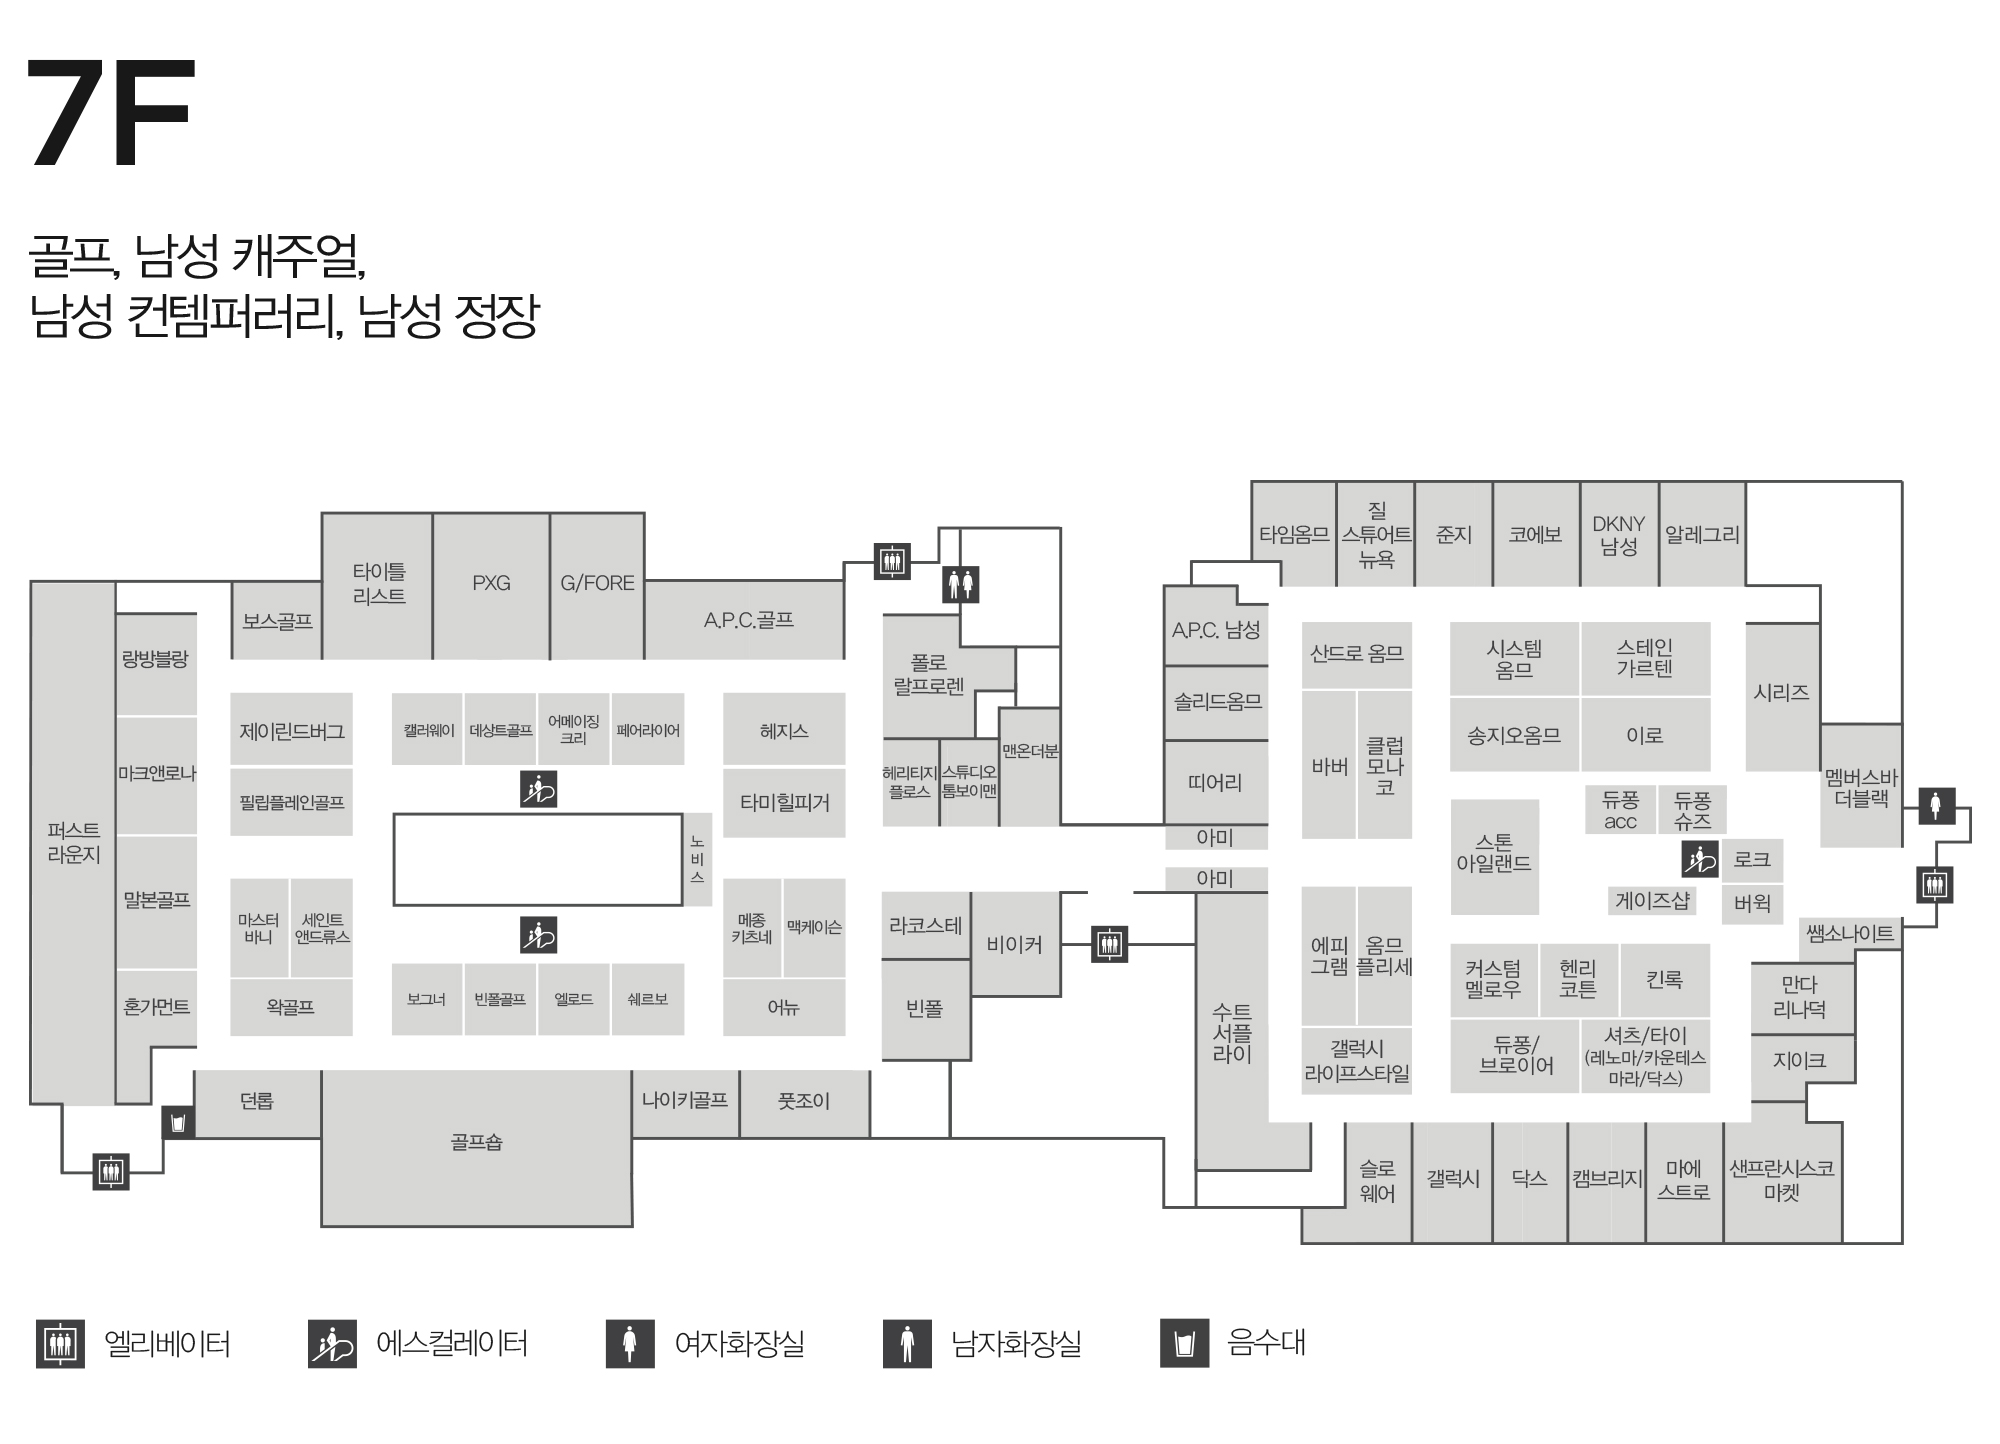 7F
골프, 남성 캐주얼,
남성 컨템퍼러리, 남성 정장
퍼스트
라운지
랑방블랑
마크앤로나
말본골프
혼가먼트
보스골프
타이틀
리스트
PXG
G/FORE
A.P.C.골프
제이린드버그
필립플레인골프
캘러웨이
데상트골프
어메이징
크리
페어라이어
헤지스
타미힐피거
노
비
스
마스터
바니
세인트
앤드류스
왁골프
보그너
빈폴골프
엘로드
쉐르보
메종
키츠네
맥케이슨
어뉴
던롭
골프숍
나이키골프
풋조이
폴로
랄프로렌
헤리티지
플로스
스튜디오
톰보이맨
맨온더분
라코스테
빈폴
비이커
타임옴므
질
스튜어트
뉴욕
준지
코에보
DKNY
남성
알레그리
A.P.C. 남성
솔리드옴므
띠어리
아미
아미
수트
서플
라이
산드로 옴므
바버
클럽
모나
코
에피
그램
옴므
플리세
갤럭시
라이프스타일
시스템
옴므
스테인
가르텐
송지오옴므
이로
스톤
아일랜드
듀퐁
acc
듀퐁
슈즈
로크
버윅
게이즈샵
커스텀
멜로우
헨리
코튼
킨록
듀퐁/
브로이어
셔츠/타이
(레노마/카운테스
마라/닥스)
시리즈
멤버스바
더블랙
쌤소나이트
만다
리나덕
지이크
슬로
웨어
갤럭시
닥스
캠브리지
마에
스트로
샌프란시스코
마켓
엘리베이터
에스컬레이터
여자화장실
남자화장실
음수대